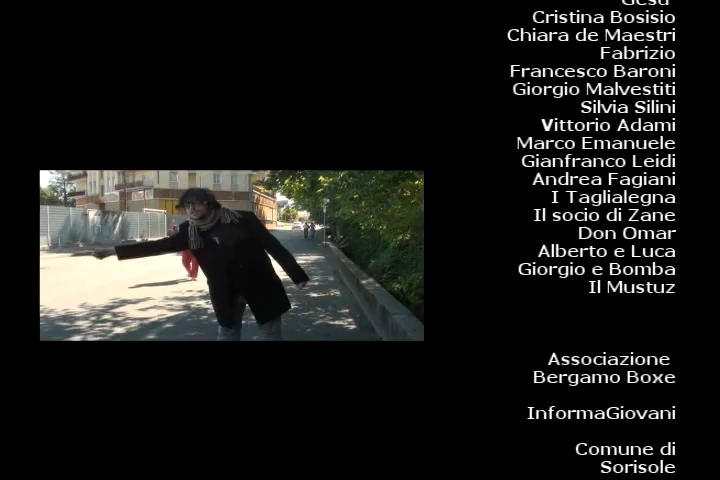 Gesù
Cristina Bosisio
Chiara de Maestri
Fabrizio
Francesco Baroni
Giorgio Malvestiti
Silvia Silini
Vittorio Adami
Marco Emanuele
Gianfranco Leidi
Andrea Fagiani
I Taglialegna
Il socio di Zane
Don Omar
Alberto e Luca
Giorgio e Bomba
Il Mustuz
Associazione
Bergamo Boxe
InformaGiovani
Comune di
Sorisole